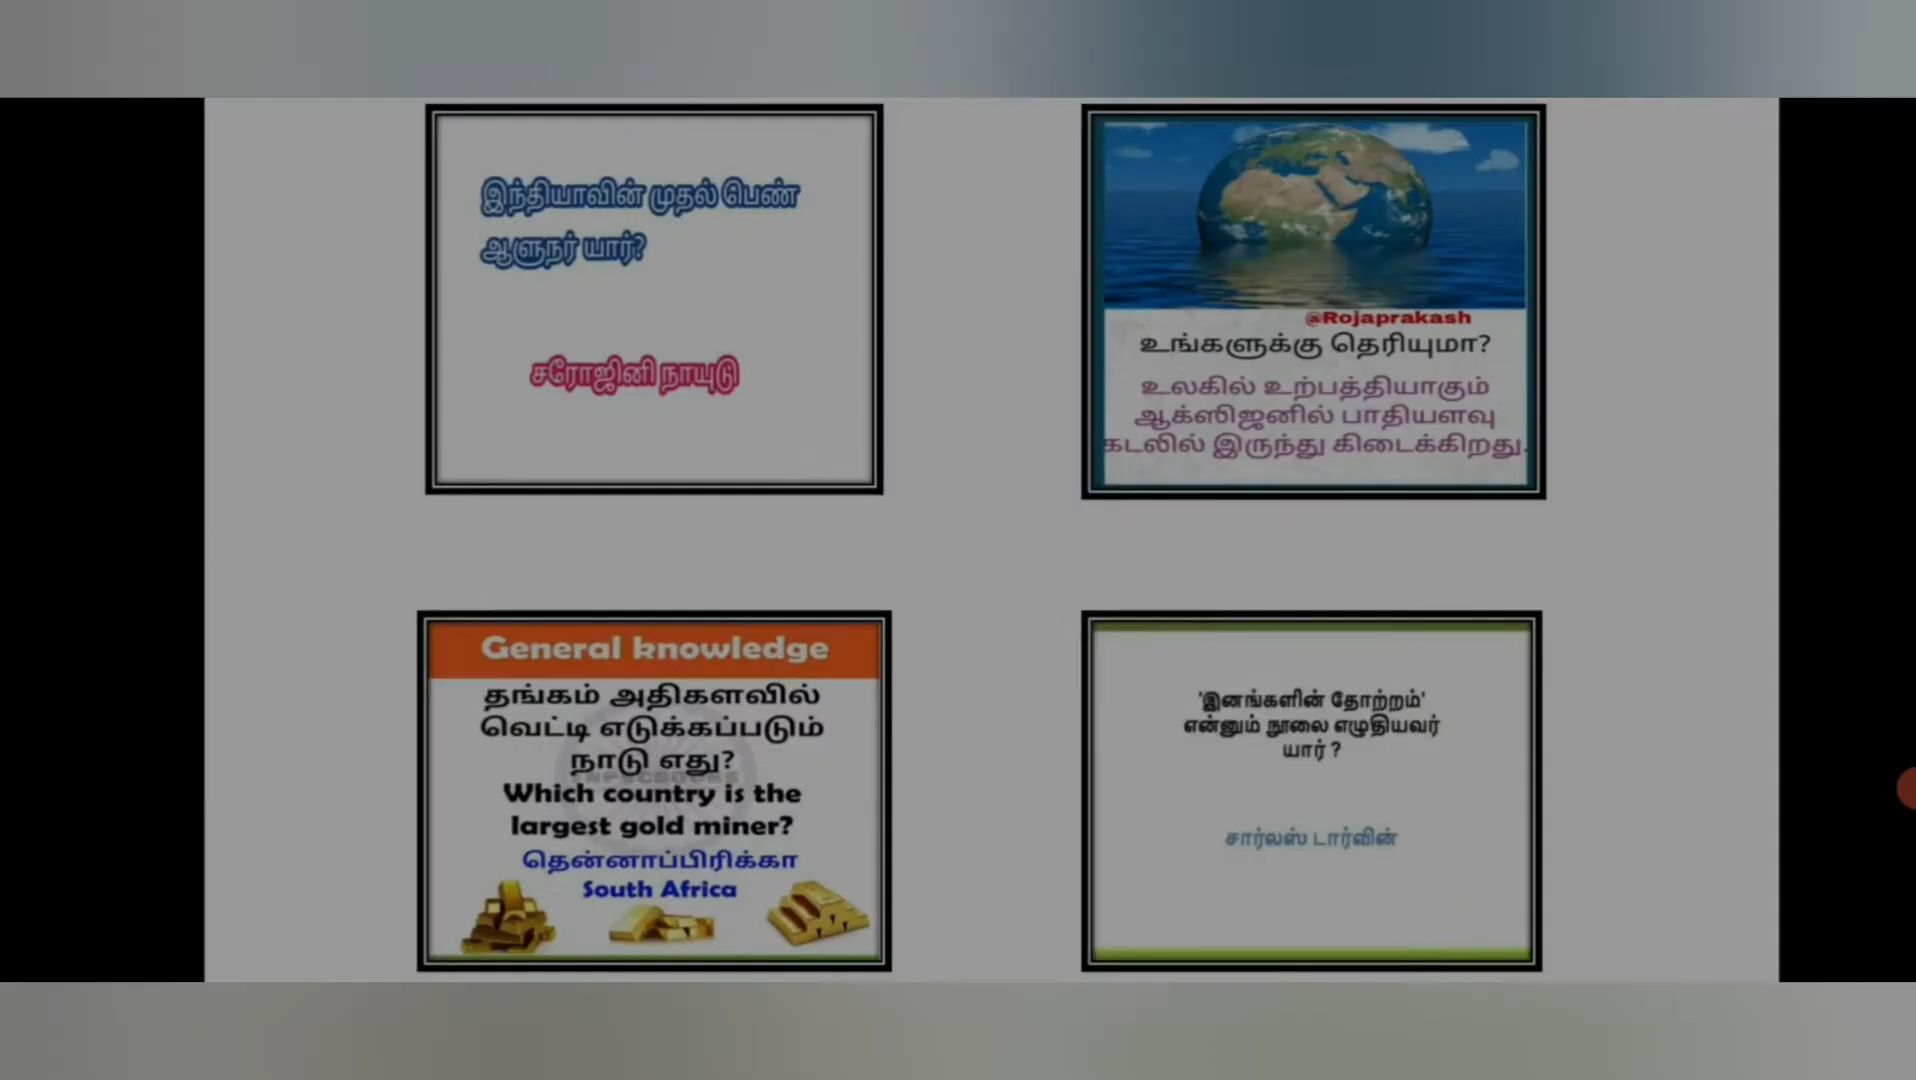 இந்தியாவின் முதல் பெண்
ஆளுநர் யார்?
சரோஜினி நாயுடு
@Rojaprakash
உங்களுக்கு தெரியுமா?
உலகில் உற்பத்தியாகும்
ஆக்ஸிஜனில் பாதியளவு
கடலில் இருந்து கிடைக்கிறது.
General knowledge
தங்கம் அதிகளவில்
வெட்டி எடுக்கப்படும்
நாடு எது?
Which country is the
largest gold miner?
தென்னாப்பிரிக்கா
South Africa
'இனங்களின் தோற்றம்'
என்னும் நூலை எழுதியவர்
யார் ?
சார்லஸ் டார்வின்